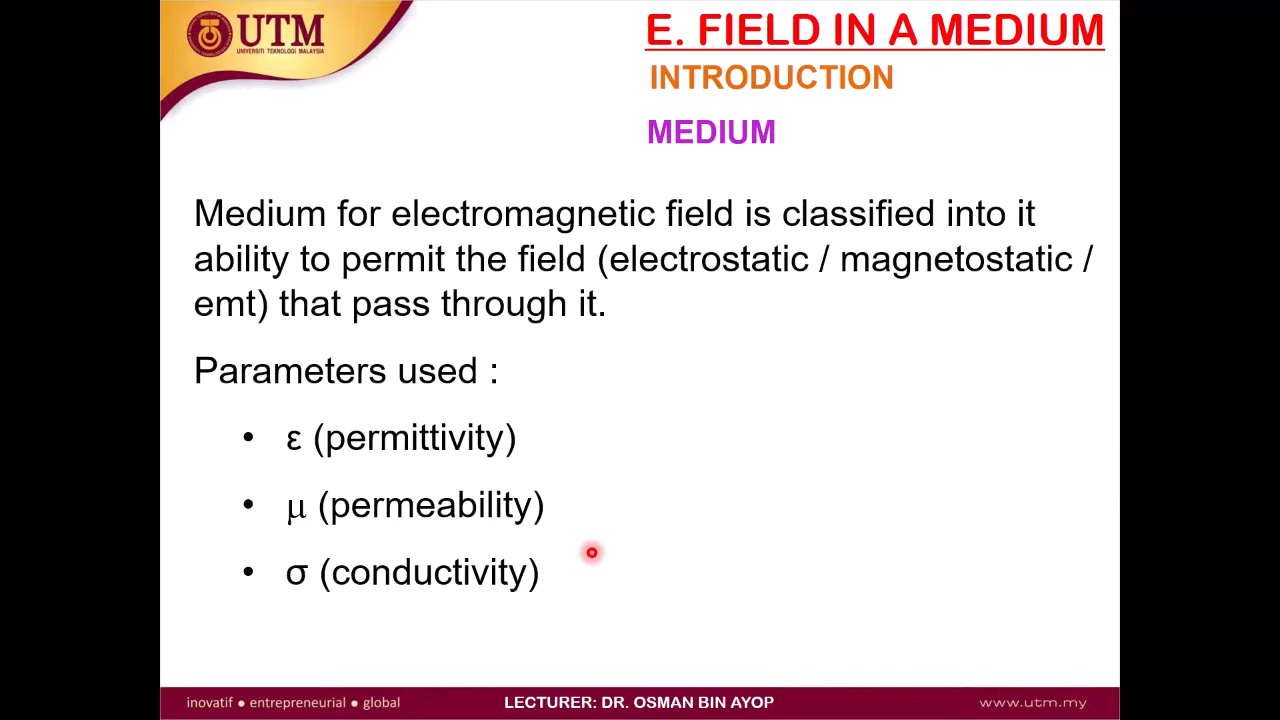 UTM
UNIVERSITI TEKNOLOGI MALAYSIA
E. FIELD IN A MEDIUM
INTRODUCTION
MEDIUM
Medium for electromagnetic field is classified into it
ability to permit the field (electrostatic / magnetostatic /
emt) that pass through it.
Parameters used :
• ε (permittivity)
• μ (permeability)
• σ (conductivity)
inovatif ● entrepreneurial ● global
LECTURER: DR. OSMAN BIN AYOP
www.utm.my